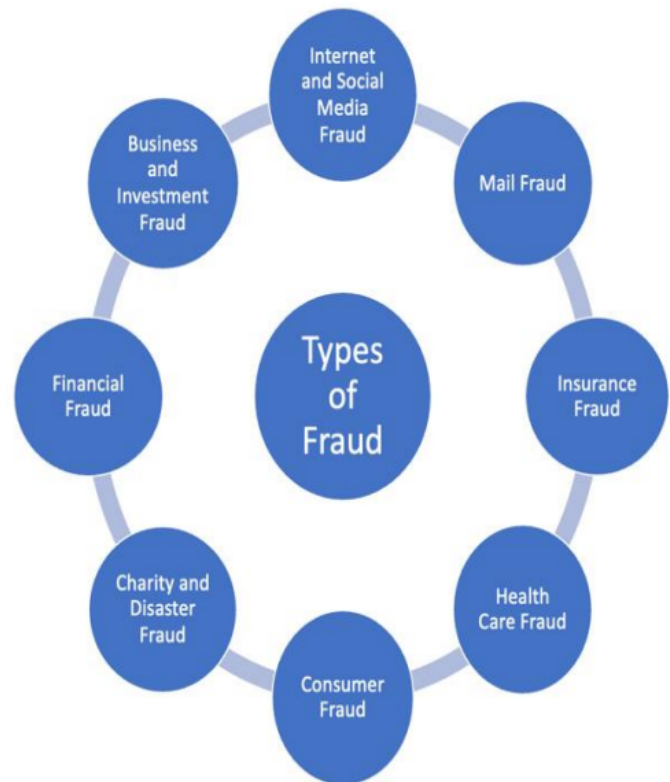 Internet
and Social
Media
Fraud
Mail Fraud
Insurance
Fraud
Health
Care Fraud
Consumer
Fraud
Charity and
Disaster
Fraud
Financial
Fraud
Business
and
Investment
Fraud
Types
of
Fraud